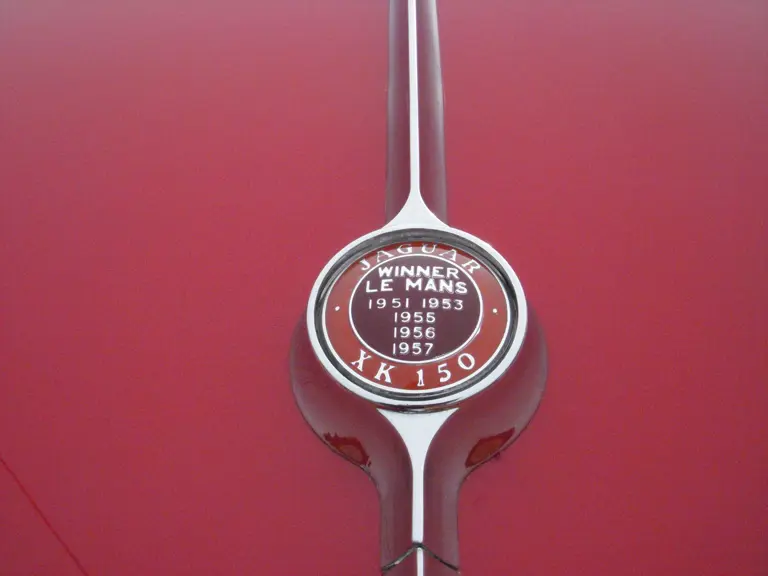 JAGUAR
WINNER
LE MANS
1951 1953
1955
1956
1957
XK 150